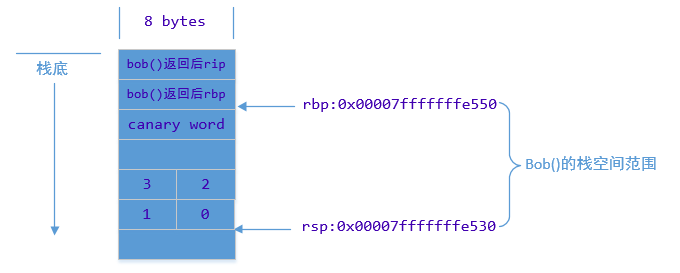 8 bytes
栈底
bob()返回后rip
bob()返回后rbp
rbp:0x00007fffffffe550
canary word
Bob()的栈空间范围
3 2
1 0
rsp:0x00007fffffffe530